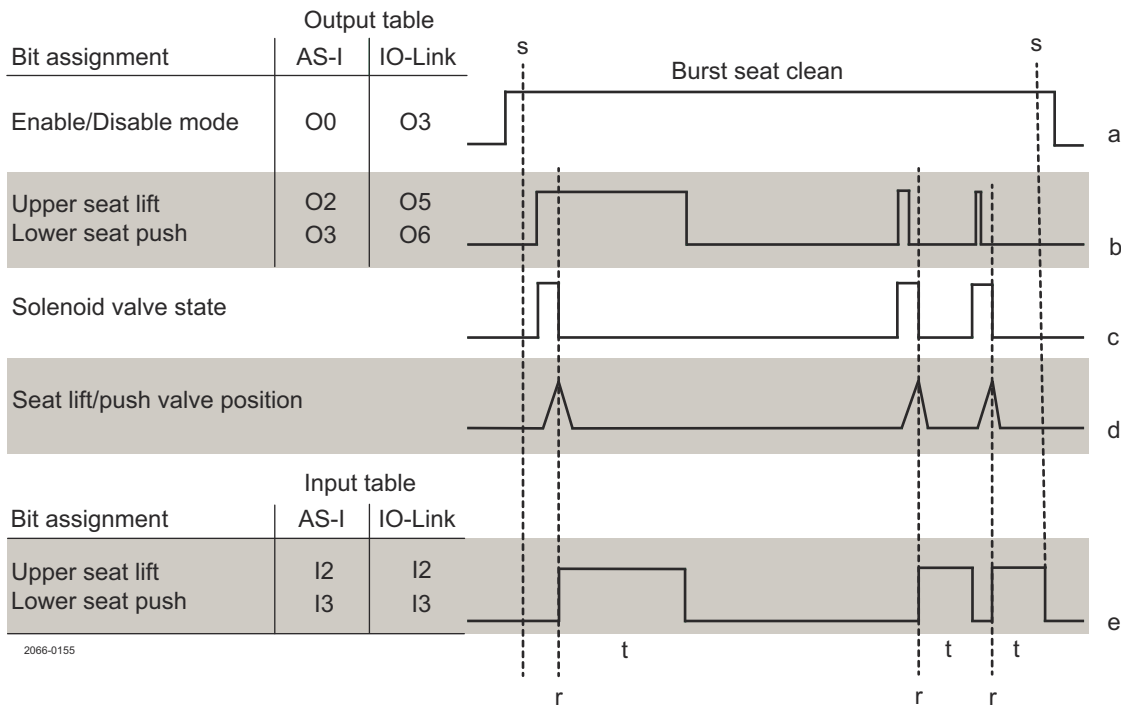 Output table
Bit assignment AS-I IO-Link
s s
Burst seat clean
Enable/Disable mode O0 O3
a
Upper seat lift O2 O5
Lower seat push O3 O6
b
Solenoid valve state
c
Seat lift/push valve position
d
Input table
Bit assignment AS-I IO-Link
Upper seat lift I2 I2
Lower seat push I3 I3
e
2066-0155
t t t
r r r